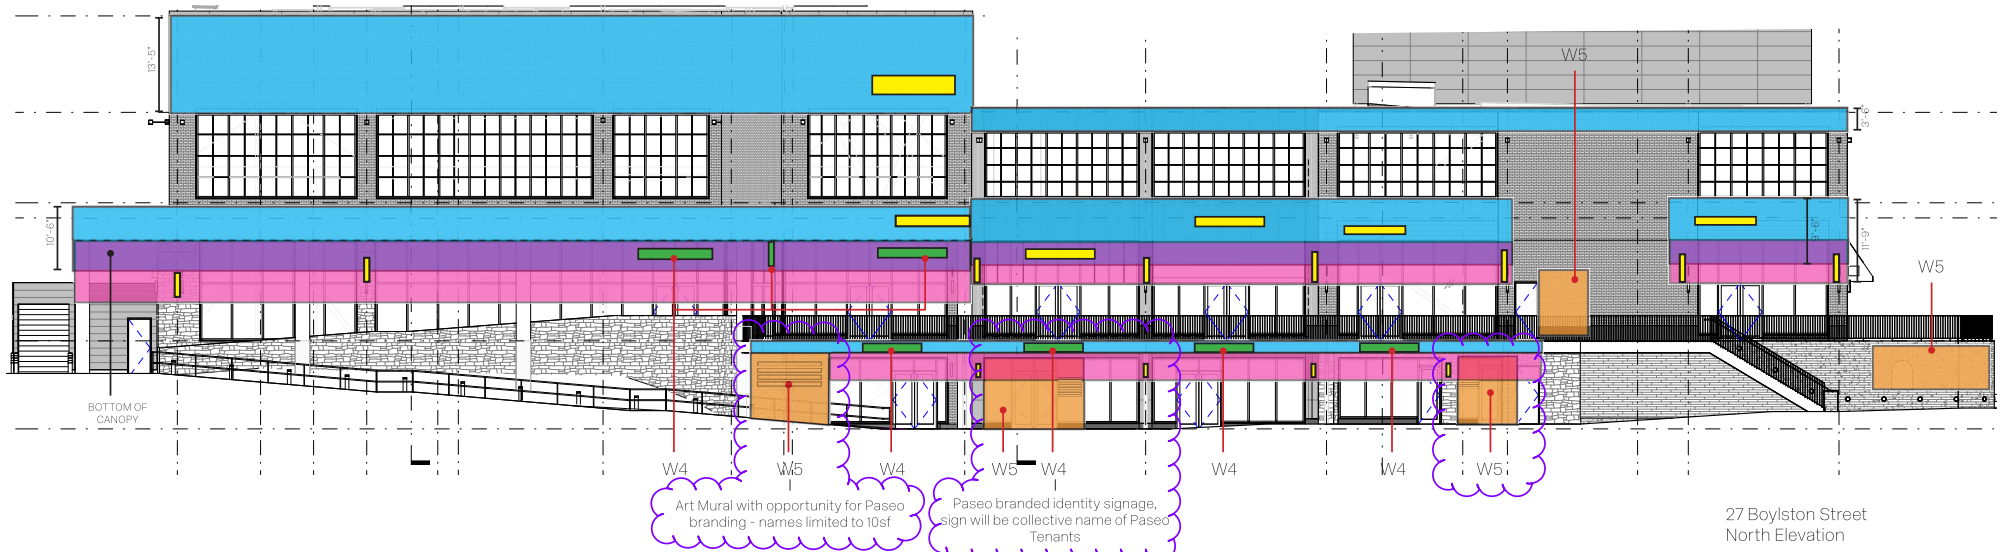 W5
13'-5"
3'-6"
10'-6"
9'-6"
11'-9"
W5
BOTTOM OF
CANOPY
W4
W5
W4
W5
W4
W4
W4
W5
Art Mural with opportunity for Paseo
branding - names limited to 10sf
Paseo branded identity signage,
sign will be collective name of Paseo
Tenants
27 Boylston Street
North Elevation